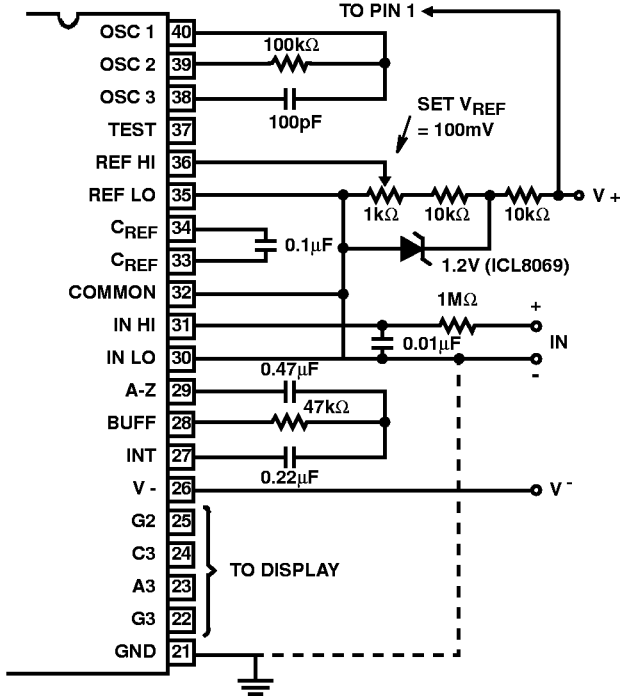 TO PIN 1
OSC 1 40
100kΩ
OSC 2 39
OSC 3 38
100pF
SET VREF
= 100mV
TEST 37
REF HI 36
REF LO 35
1kΩ 10kΩ 10kΩ
V +
CREF 34
0.1µF
CREF 33
1.2V (ICL8069)
COMMON 32
1MΩ
+
IN HI 31
0.01µF
IN
IN LO 30
-
0.47µF
A-Z 29
47kΩ
BUFF 28
INT 27
0.22µF
V - 26
V -
G2 25
C3 24
TO DISPLAY
A3 23
G3 22
GND 21